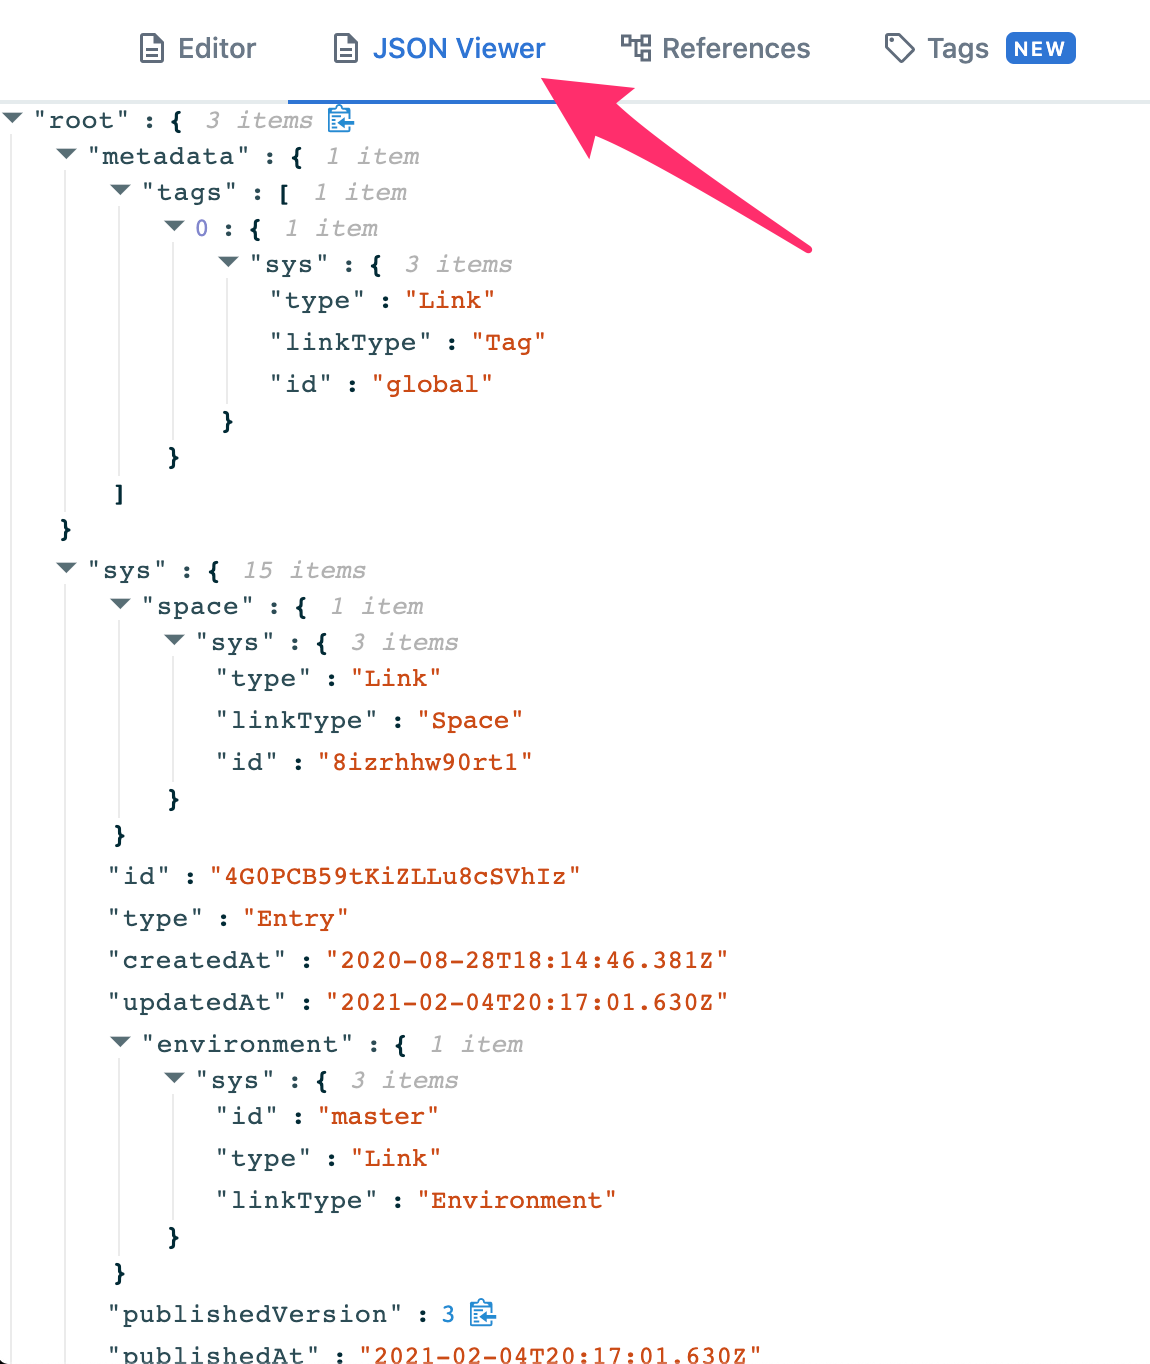 Editor JSON Viewer References Tags NEW
"root" : { 3 items
"metadata" : { 1 item
"tags" : [ 1 item
0 : { 1 item
"sys" : { 3 items
"type" : "Link"
"linkType" : "Tag"
"id" : "global"
}
}
]
}
"sys" : { 15 items
"space" : { 1 item
"sys" : { 3 items
"type" : "Link"
"linkType" : "Space"
"id" : "8izrhhw90rt1"
}
}
"id" : "4G0PCB59tKiZLLu8cSVhIz"
"type" : "Entry"
"createdAt" : "2020-08-28T18:14:46.381Z"
"updatedAt" : "2021-02-04T20:17:01.630Z"
"environment" : { 1 item
"sys" : { 3 items
"id" : "master"
"type" : "Link"
"linkType" : "Environment"
}
}
"publishedVersion" : 3
"publishedAt" : "2021-02-04T20:17:01.630Z"